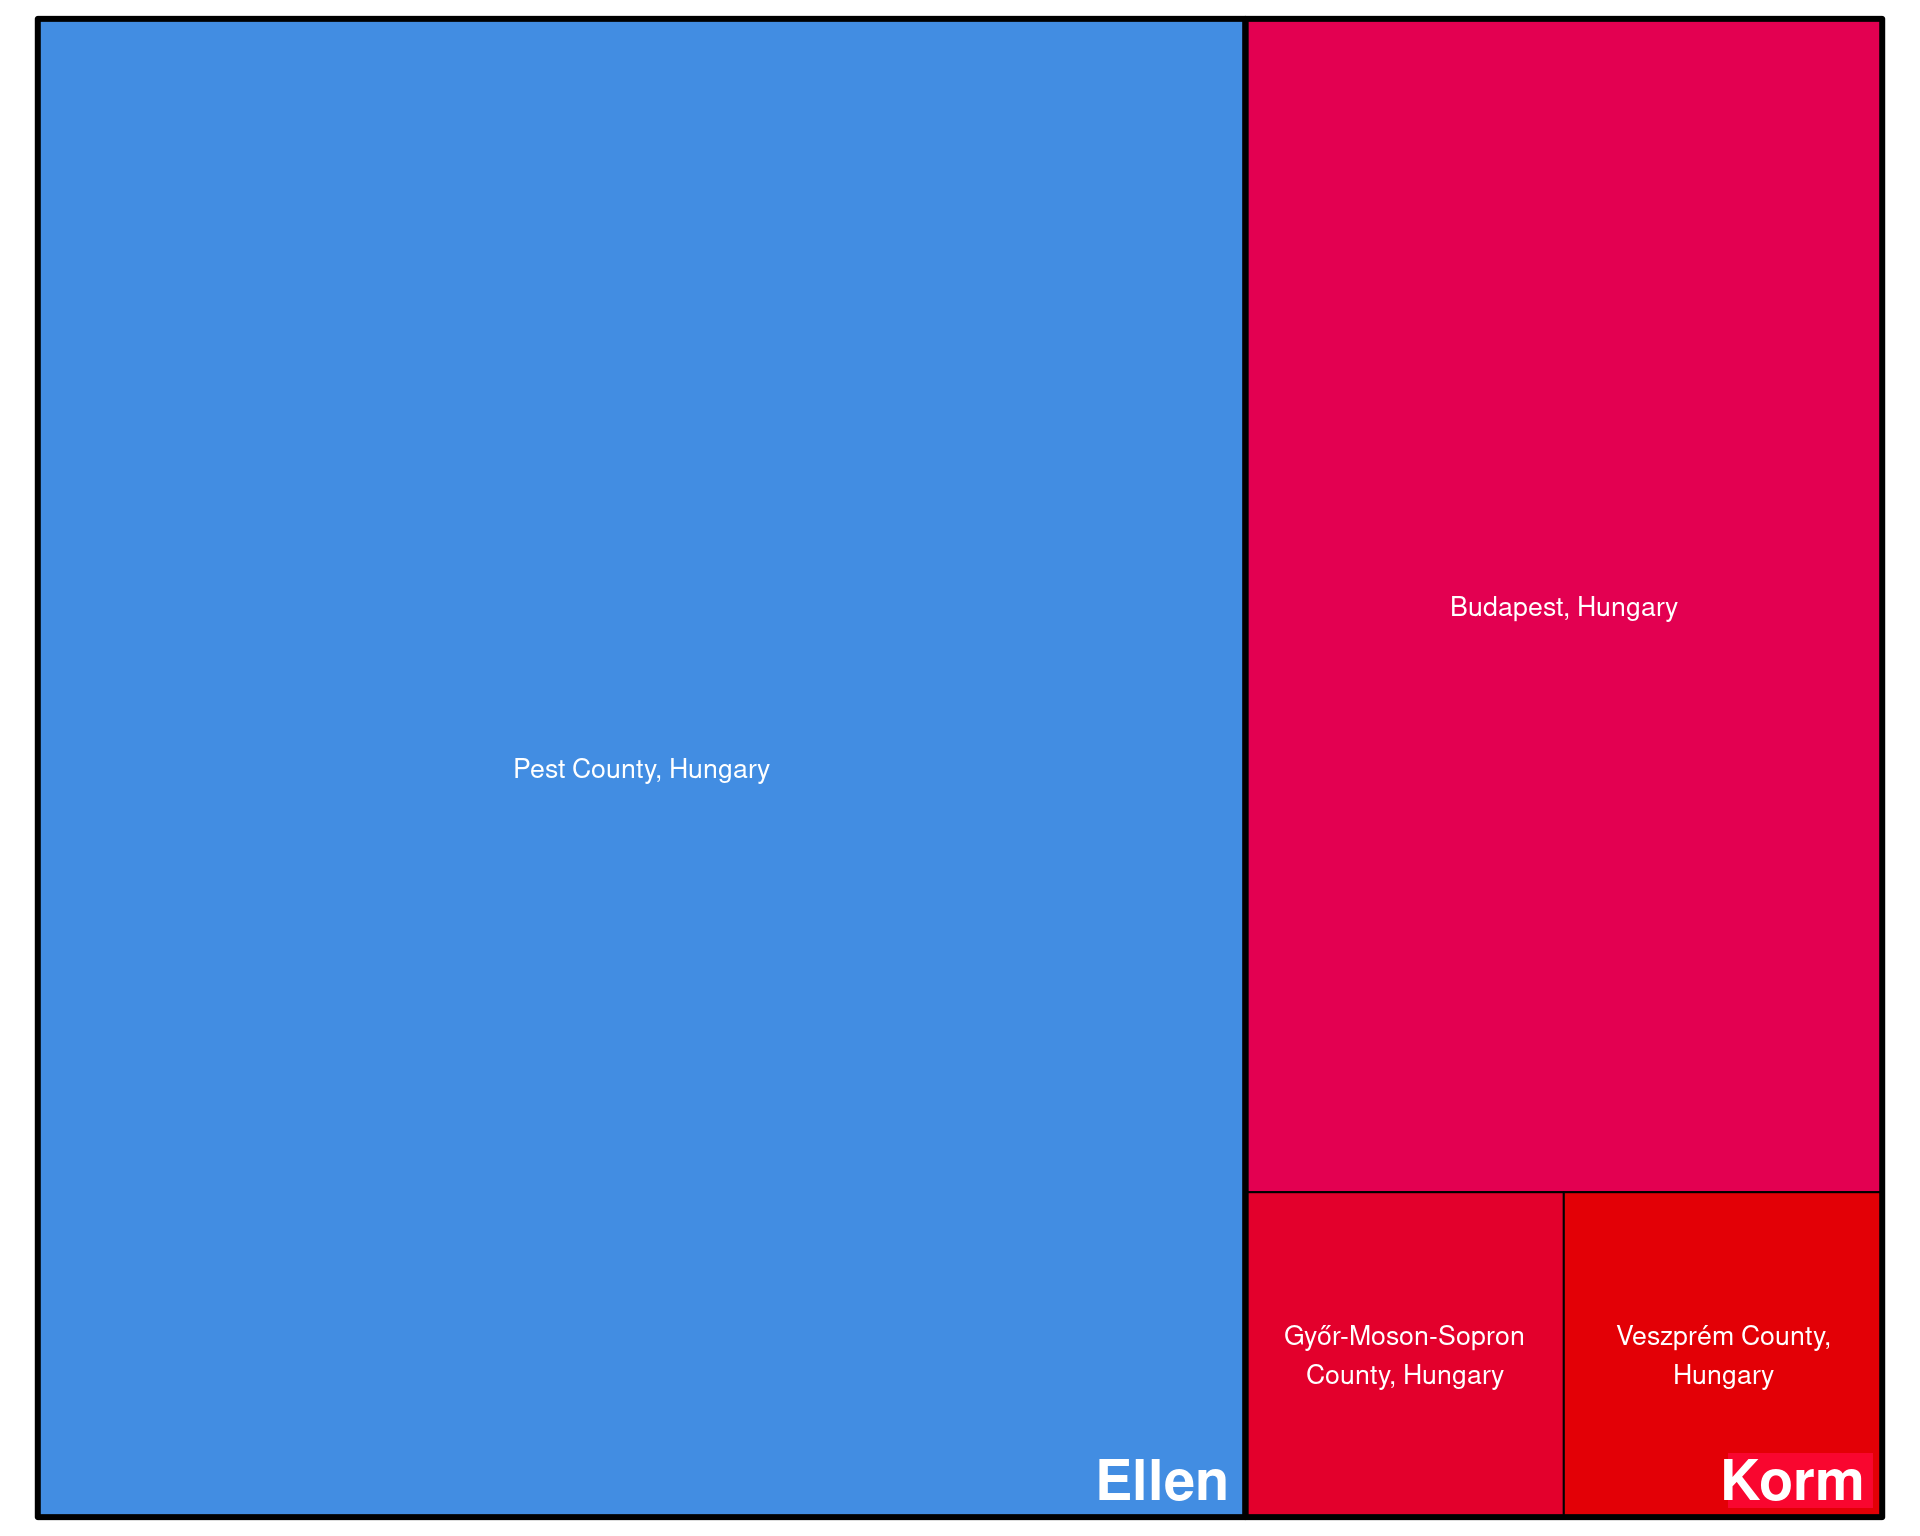 Budapest, Hungary
Pest County, Hungary
Győr-Moson-Sopron
County, Hungary
Veszprém County,
Hungary
Ellen
Korm